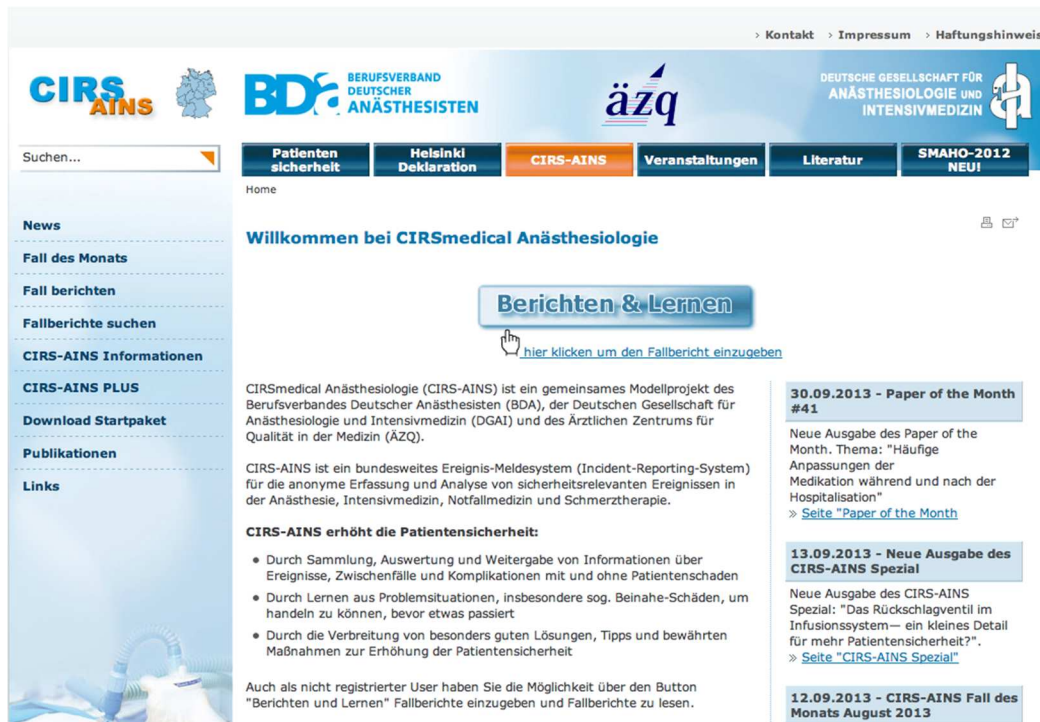 › Kontakt › Impressum › Haftungshinweis
CIRS
AINS
BDA
BERUFSVERBAND
DEUTSCHER
ANÄSTHESISTEN
äzq
DEUTSCHE GESELLSCHAFT FÜR
ANÄSTHESIOLOGIE UND
INTENSIVMEDIZIN
Suchen...
Patienten
sicherheit
Helsinki
Deklaration
CIRS-AINS
Veranstaltungen
Literatur
SMAHO-2012
NEU!
Home
News
Fall des Monats
Fall berichten
Fallberichte suchen
CIRS-AINS Informationen
CIRS-AINS PLUS
Download Startpaket
Publikationen
Links
Willkommen bei CIRSmedical Anästhesiologie
Berichten & Lernen
hier klicken um den Fallbericht einzugeben
CIRSmedical Anästhesiologie (CIRS-AINS) ist ein gemeinsames Modellprojekt des
Berufsverbandes Deutscher Anästhesisten (BDA), der Deutschen Gesellschaft für
Anästhesiologie und Intensivmedizin (DGAI) und des Ärztlichen Zentrums für
Qualität in der Medizin (ÄZQ).
CIRS-AINS ist ein bundesweites Ereignis-Meldesystem (Incident-Reporting-System)
für die anonyme Erfassung und Analyse von sicherheitsrelevanten Ereignissen in
der Anästhesie, Intensivmedizin, Notfallmedizin und Schmerztherapie.
CIRS-AINS erhöht die Patientensicherheit:
• Durch Sammlung, Auswertung und Weitergabe von Informationen über
Ereignisse, Zwischenfälle und Komplikationen mit und ohne Patientenschaden
• Durch Lernen aus Problemsituationen, insbesondere sog. Beinahe-Schäden, um
handeln zu können, bevor etwas passiert
• Durch die Verbreitung von besonders guten Lösungen, Tipps und bewährten
Maßnahmen zur Erhöhung der Patientensicherheit
Auch als nicht registrierter User haben Sie die Möglichkeit über den Button
"Berichten und Lernen" Fallberichte einzugeben und Fallberichte zu lesen.
30.09.2013 - Paper of the Month
#41
Neue Ausgabe des Paper of the
Month. Thema: "Häufige
Anpassungen der
Medikation während und nach der
Hospitalisation"
» Seite "Paper of the Month
13.09.2013 - Neue Ausgabe des
CIRS-AINS Spezial
Neue Ausgabe des CIRS-AINS
Spezial: "Das Rückschlagventil im
Infusionssystem— ein kleines Detail
für mehr Patientensicherheit?".
» Seite "CIRS-AINS Spezial"
12.09.2013 - CIRS-AINS Fall des
Monats August 2013